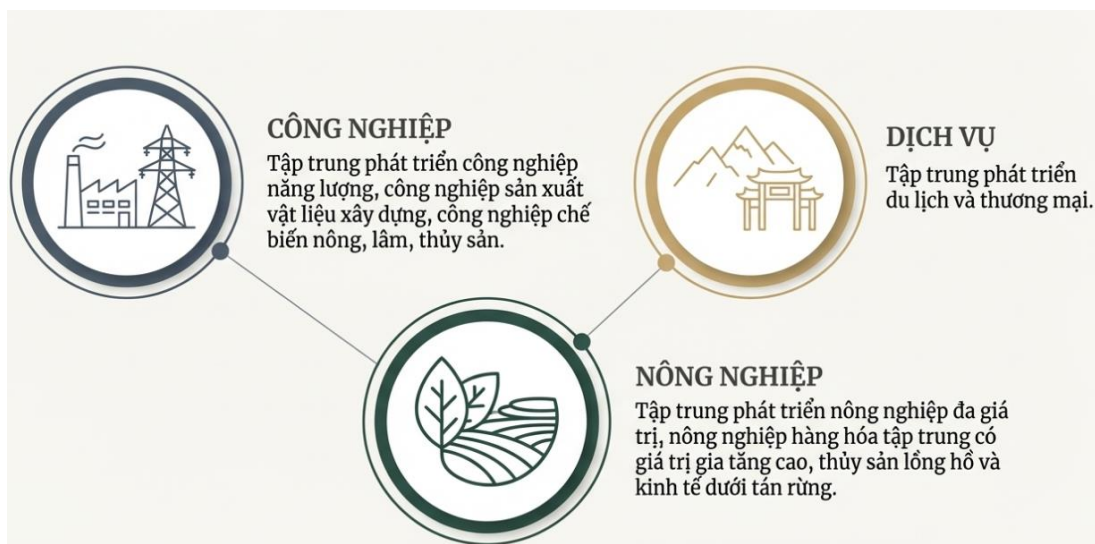 CÔNG NGHIỆP
Tập trung phát triển công nghiệp
năng lượng, công nghiệp sản xuất
vật liệu xây dựng, công nghiệp chế
biến nông, lâm, thủy sản.
DỊCH VỤ
Tập trung phát triển
du lịch và thương mại.
NÔNG NGHIỆP
Tập trung phát triển nông nghiệp đa giá
trị, nông nghiệp hàng hóa tập trung có
giá trị gia tăng cao, thủy sản lồng hồ và
kinh tế dưới tán rừng.